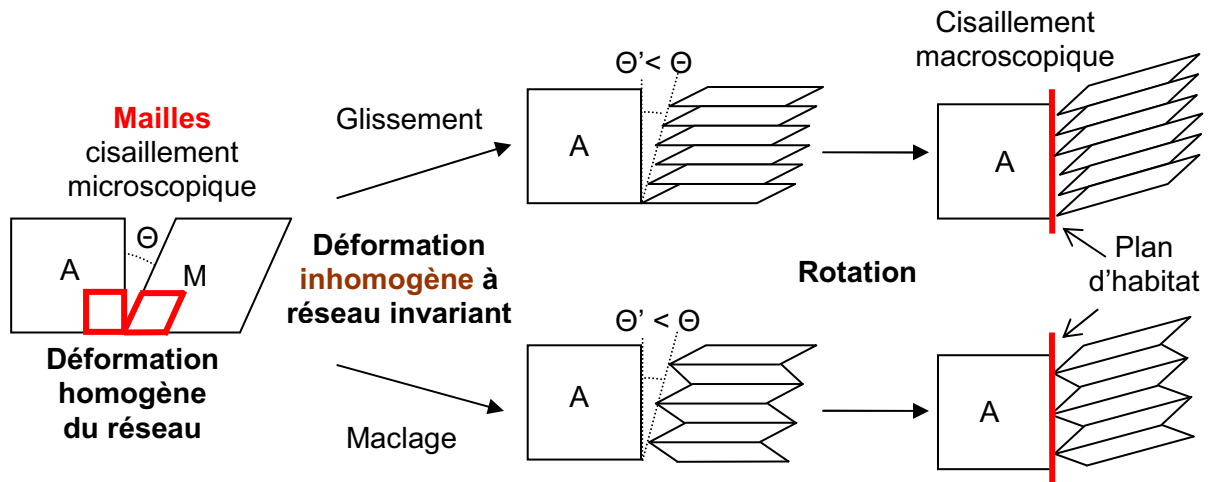 Mailles
cisaillement
microscopique
Θ
A
M
Déformation
homogène
du réseau
Glissement
Déformation
inhomogène à
réseau invariant
Maclage
Θ’< Θ
A
Θ’ < Θ
A
Rotation
Cisaillement
macroscopique
A
Plan
d’habitat
A